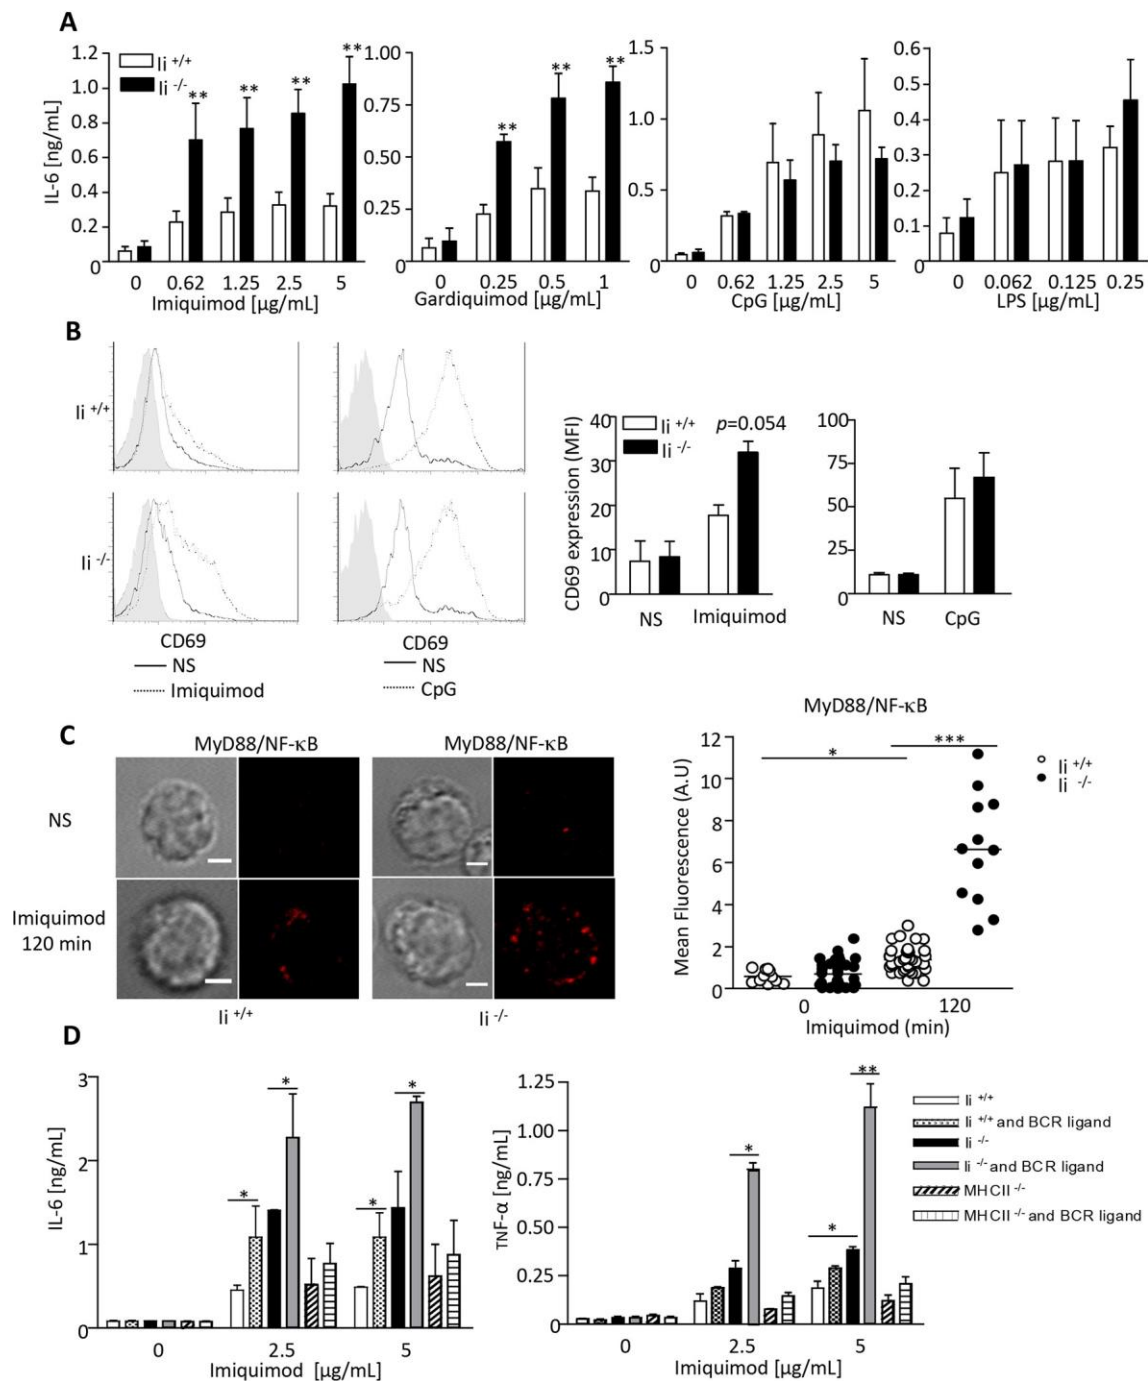 A
Ii +/+
Ii -/-
IL-6 [ng/mL]
1.2
1.0
0.8
0.6
0.4
0.2
0
** ** ** **
0 0.62 1.25 2.5 5
Imiquimod [µg/mL]
1.00
0.75
0.50
0.25
0
** ** **
0 0.25 0.5 1
Gardiquimod [µg/mL]
1.5
1.0
0.5
0
0 0.62 1.25 2.5 5
CpG [µg/mL]
0.6
0.5
0.4
0.3
0.2
0.1
0
0 0.062 0.125 0.25
LPS [µg/mL]
B
Ii +/+
Ii -/-
CD69
NS
Imiquimod
CD69
NS
CpG
CD69 expression (MFI)
40
30
20
10
0
Ii +/+
Ii -/-
p=0.054
NS Imiquimod
100
75
50
25
0
NS CpG
C
MyD88/NF-κB
MyD88/NF-κB
NS
Imiquimod
120 min
Ii +/+
Ii -/-
MyD88/NF-κB
Mean Fluorescence (A.U)
12
10
8
6
4
2
0
*
***
Ii +/+
Ii -/-
0 120
Imiquimod (min)
D
IL-6 [ng/mL]
3
2
1
0
* * * *
0 2.5 5
Imiquimod [µg/mL]
TNF-α [ng/mL]
1.25
1.00
0.75
0.50
0.25
0
* * **
0 2.5 5
Imiquimod [µg/mL]
Ii +/+
Ii +/+ and BCR ligand
Ii -/-
Ii -/- and BCR ligand
MHCII -/-
MHCII -/- and BCR ligand